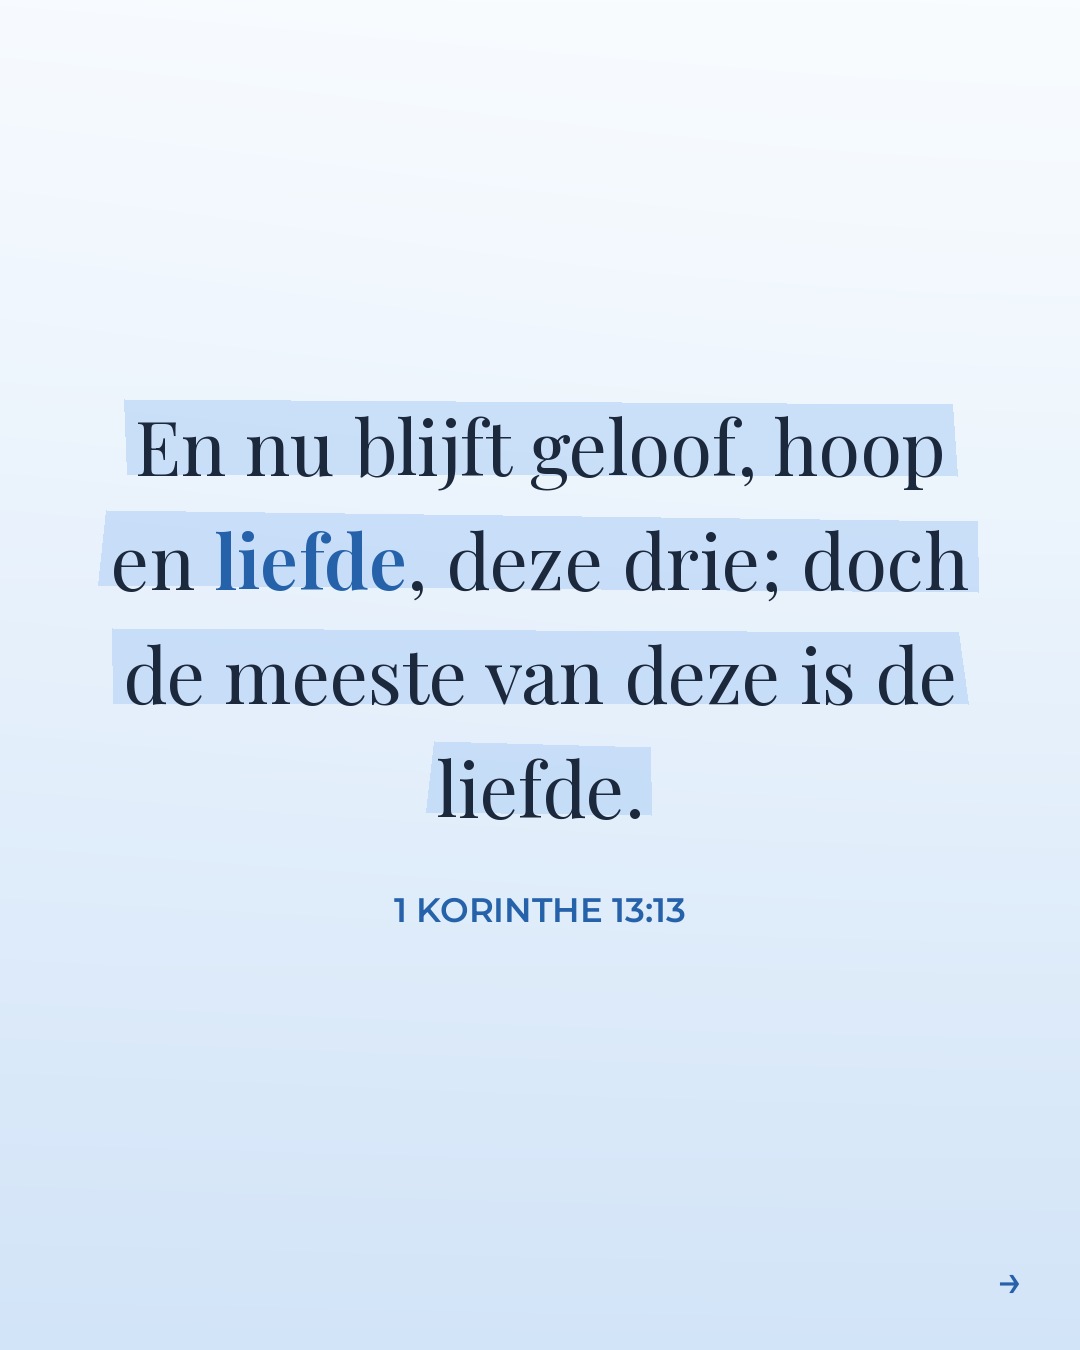 En nu blijft geloof, hoop
en liefde, deze drie; doch
de meeste van deze is de
liefde.
1 KORINTHE 13:13
→